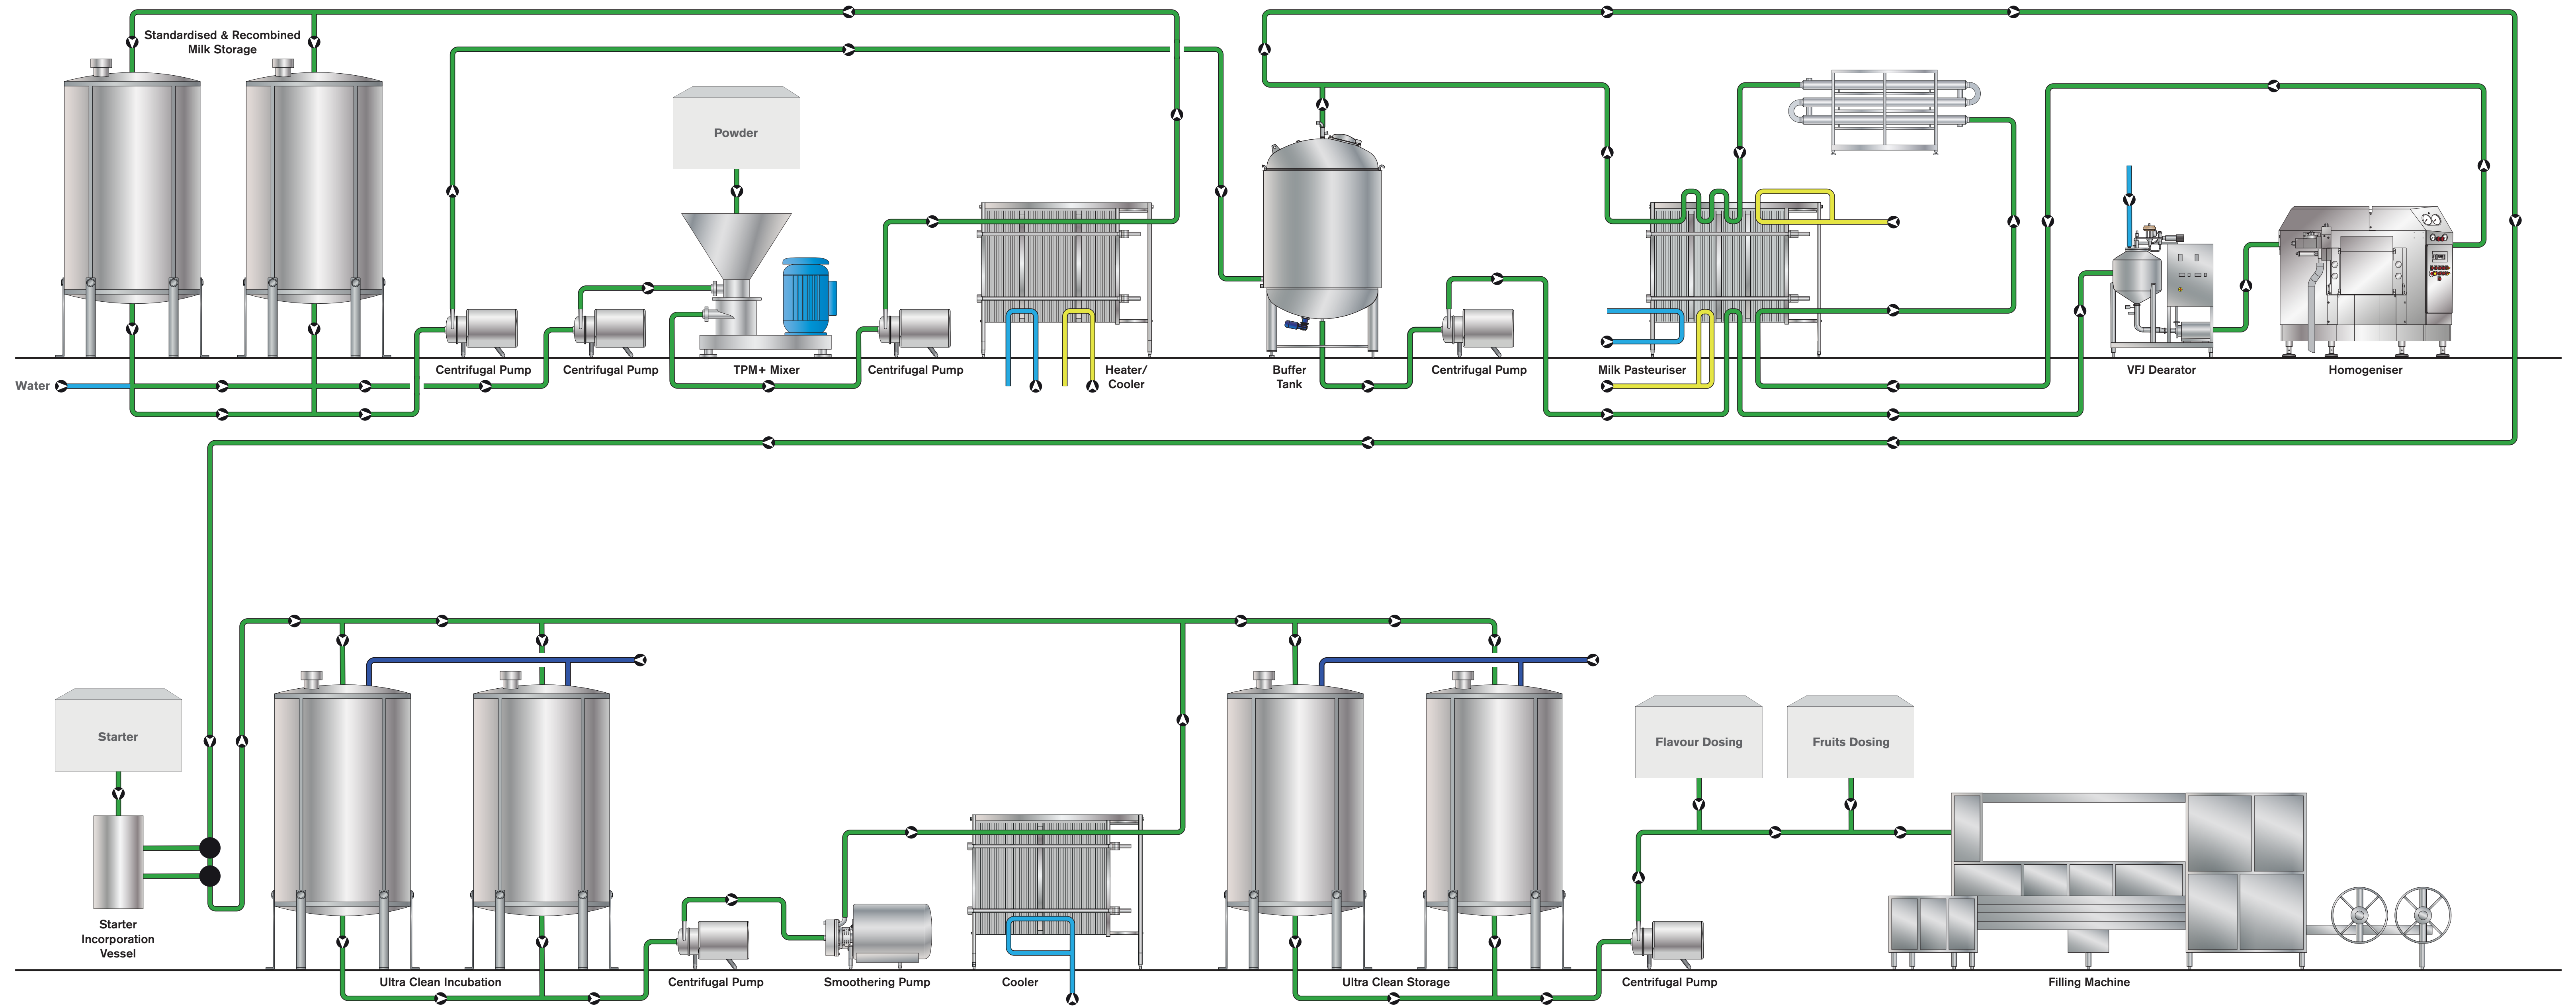 Standardised & Recombined
Milk Storage
Powder
Water
Centrifugal Pump
Centrifugal Pump
TPM+ Mixer
Centrifugal Pump
Heater/
Cooler
Buffer
Tank
Centrifugal Pump
Milk Pasteuriser
VFJ Dearator
Homogeniser
Starter
Flavour Dosing
Fruits Dosing
Starter
Incorporation
Vessel
Ultra Clean Incubation
Centrifugal Pump
Smoothering Pump
Cooler
Ultra Clean Storage
Centrifugal Pump
Filling Machine